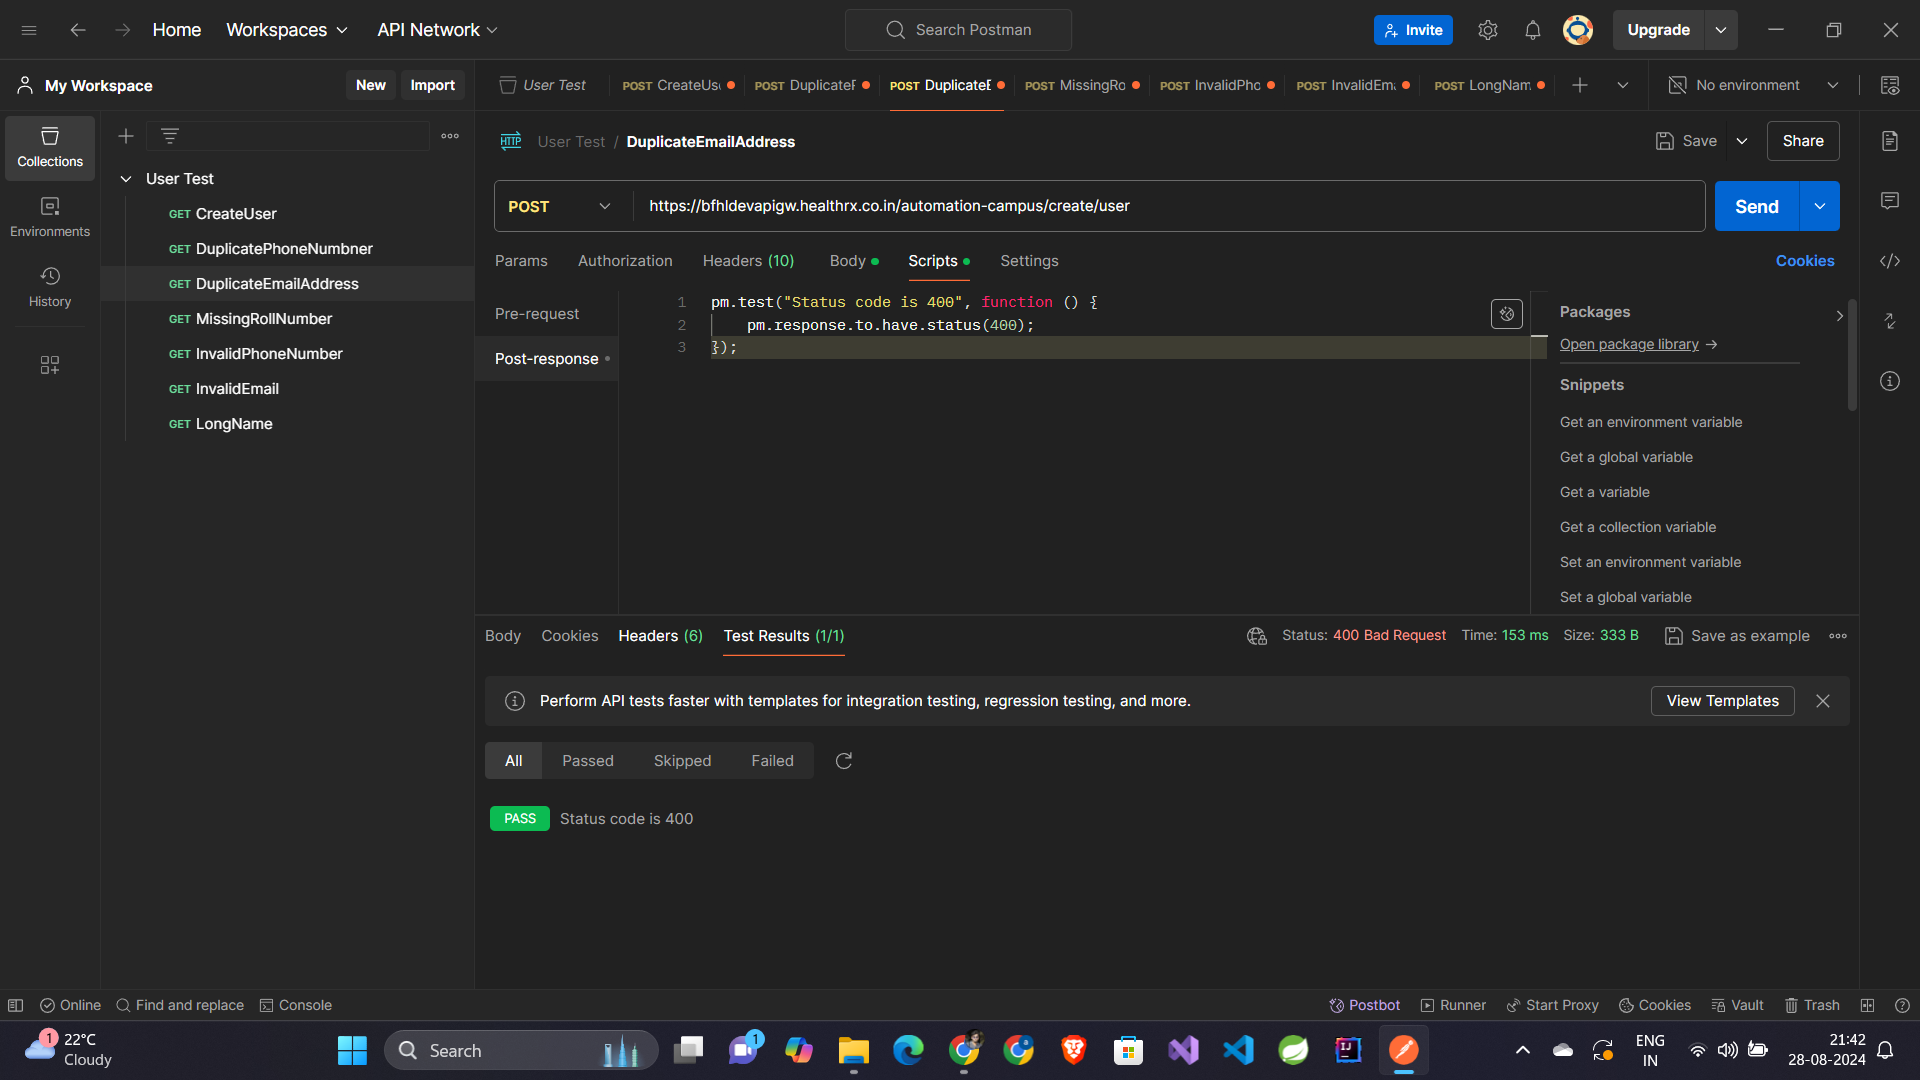 Home
Workspaces
API Network
Search Postman
Invite
Upgrade
My Workspace
New
Import
User Test
POST CreateUs
POST DuplicateF
POST DuplicateE
POST MissingRo
POST InvalidPho
POST InvalidEma
POST LongNam
No environment
Collections
Environments
History
User Test
GET CreateUser
GET DuplicatePhoneNumbner
GET DuplicateEmailAddress
GET MissingRollNumber
GET InvalidPhoneNumber
GET InvalidEmail
GET LongName
HTTP
User Test / DuplicateEmailAddress
Save
Share
POST
https://bfhldevapigw.healthrx.co.in/automation-campus/create/user
Send
Params
Authorization
Headers (10)
Body
Scripts
Settings
Cookies
Pre-request
Post-response
1 pm.test("Status code is 400", function () {
2 pm.response.to.have.status(400);
3 });
Packages
Open package library →
Snippets
Get an environment variable
Get a global variable
Get a variable
Get a collection variable
Set an environment variable
Set a global variable
Body
Cookies
Headers (6)
Test Results (1/1)
Status: 400 Bad Request
Time: 153 ms
Size: 333 B
Save as example
Perform API tests faster with templates for integration testing, regression testing, and more.
View Templates
All
Passed
Skipped
Failed
PASS
Status code is 400
Online
Find and replace
Console
Postbot
Runner
Start Proxy
Cookies
Vault
Trash
1
22°C
Cloudy
Search
1
a
IJ
ENG
IN
21:42
28-08-2024